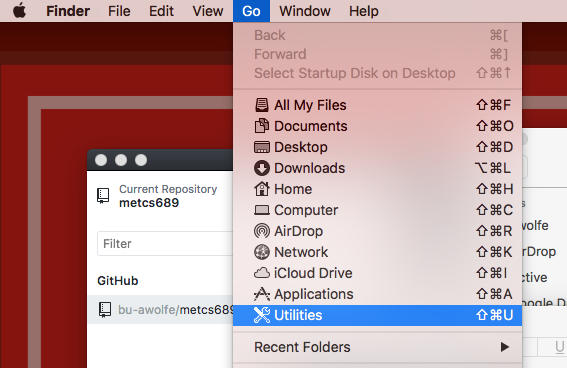 Finder File Edit View Go Window Help
Back ⌘[
Forward ⌘]
Select Startup Disk on Desktop ⇧⌘↑
All My Files ⇧⌘F
Documents ⇧⌘O
Desktop ⇧⌘D
Downloads ⌥⌘L
Home ⇧⌘H
Computer ⇧⌘C
AirDrop ⇧⌘R
Network ⇧⌘K
iCloud Drive ⇧⌘I
Applications ⇧⌘A
Utilities ⇧⌘U
Recent Folders
Current Repository
metcs689
Filter
GitHub
bu-awolfe/metcs689
wolfe
Drop
ctive
oogle D
U